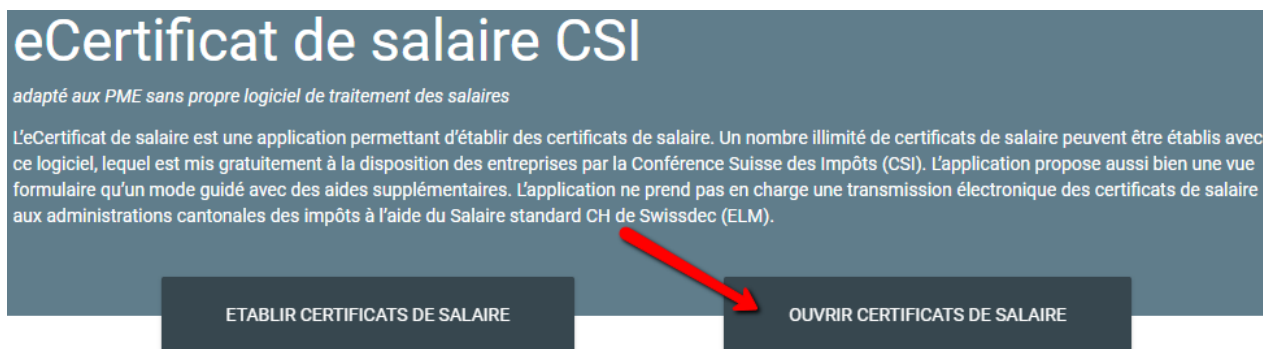 eCertificat de salaire CSI
adapté aux PME sans propre logiciel de traitement des salaires
L'eCertificat de salaire est une application permettant d'établir des certificats de salaire. Un nombre illimité de certificats de salaire peuvent être établis avec
ce logiciel, lequel est mis gratuitement à la disposition des entreprises par la Conférence Suisse des Impôts (CSI). L'application propose aussi bien une vue
formulaire qu'un mode guidé avec des aides supplémentaires. L'application ne prend pas en charge une transmission électronique des certificats de salaire
aux administrations cantonales des impôts à l'aide du Salaire standard CH de Swissdec (ELM).
ETABLIR CERTIFICATS DE SALAIRE
OUVRIR CERTIFICATS DE SALAIRE